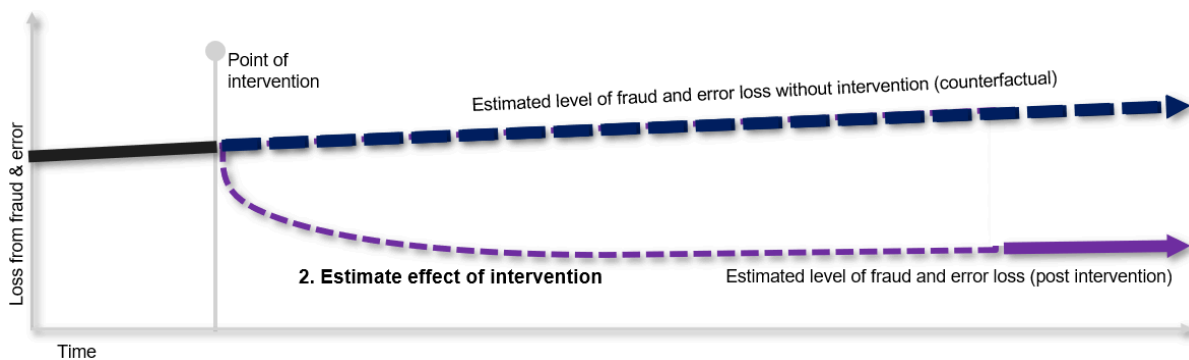 Point of
intervention
Estimated level of fraud and error loss without intervention (counterfactual)
Loss from fraud & error
2. Estimate effect of intervention
Estimated level of fraud and error loss (post intervention)
Time